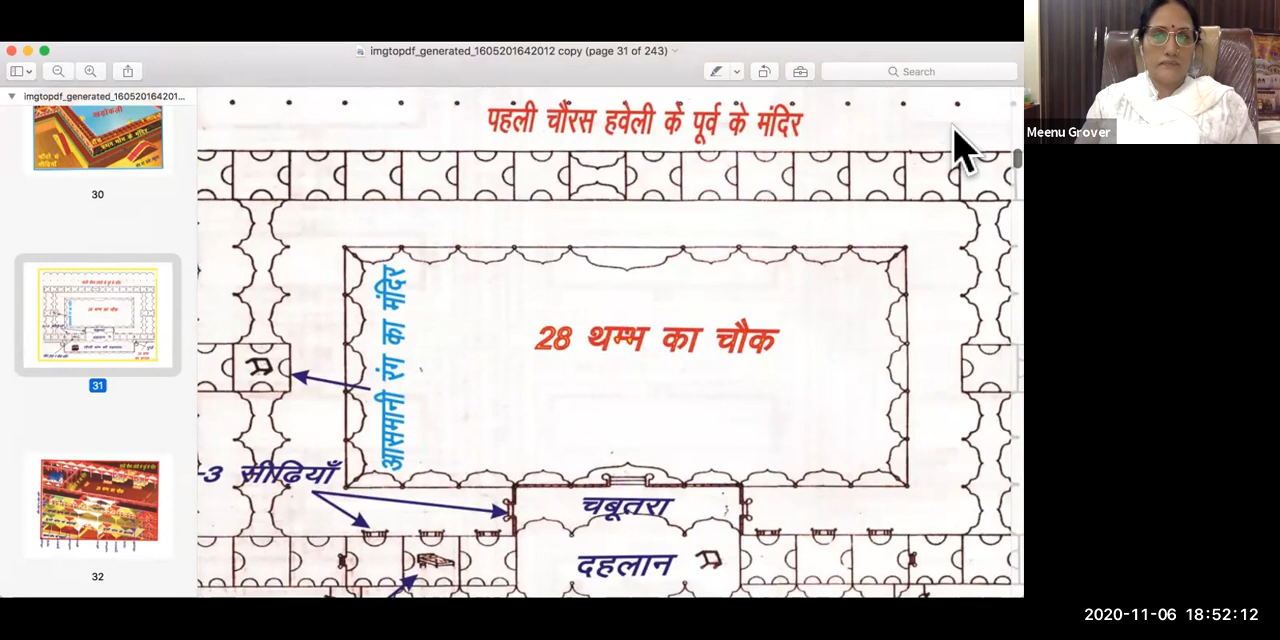 imgtopdf_generated_1605201642012 copy (page 31 of 243)
Search
imgtopdf_generated_160520164201...
30
31
32
पहली चौंरस हवेली के पूर्व के मंदिर
आसमानी रंग का मंदिर
28 थम्भ का चौक
-3 सीढ़ियाँ
चबूतरा
दहलान
Meenu Grover
2020-11-06 18:52:12